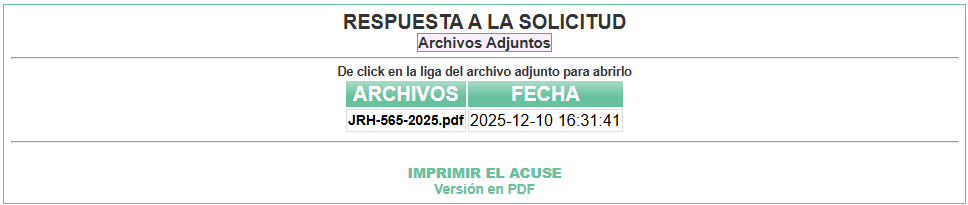 RESPUESTA A LA SOLICITUD
Archivos Adjuntos
De click en la liga del archivo adjunto para abrirlo
ARCHIVOS FECHA
JRH-565-2025.pdf 2025-12-10 16:31:41
IMPRIMIR EL ACUSE
Versión en PDF